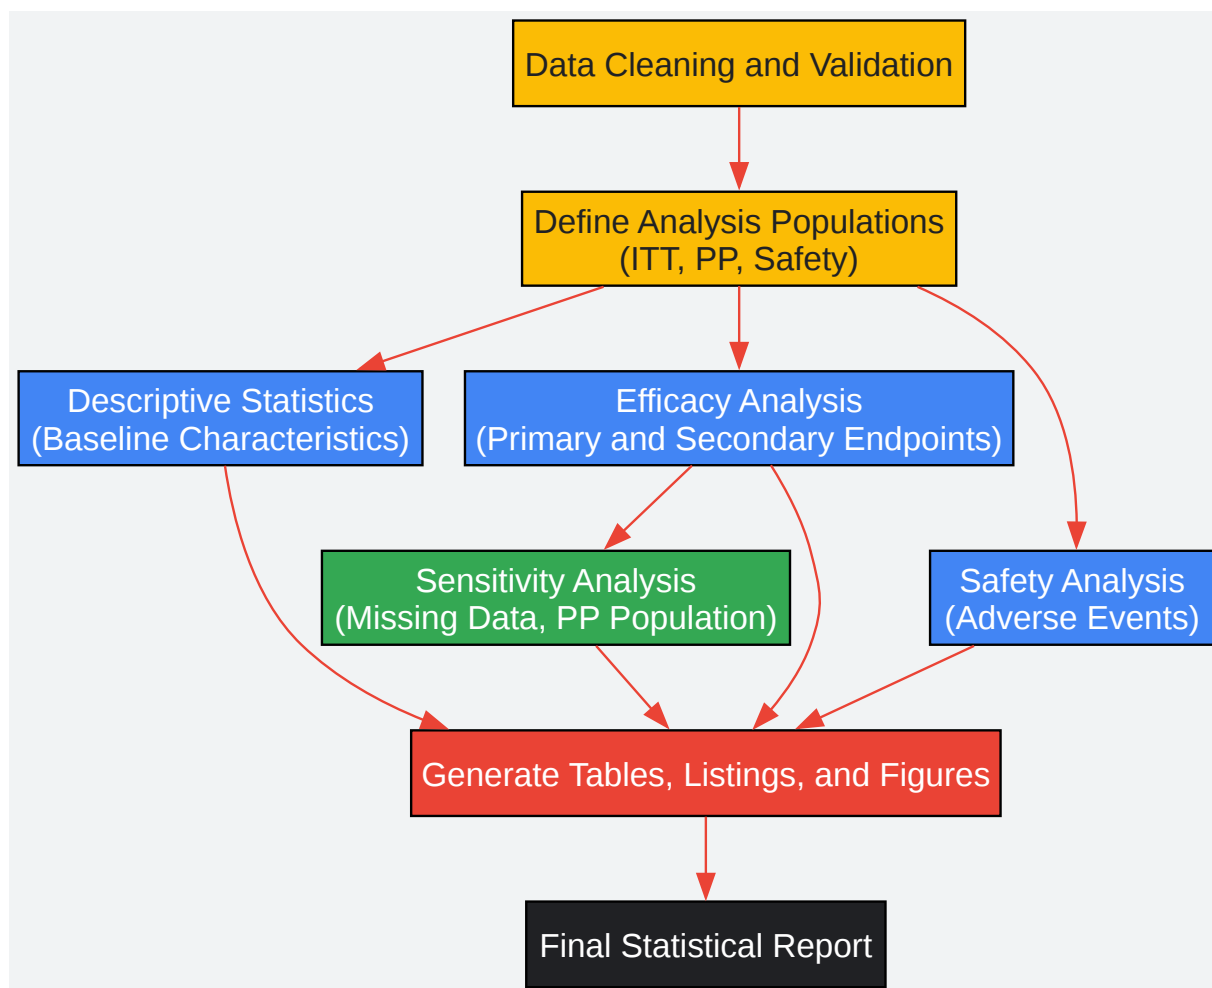 Data Cleaning and Validation
Define Analysis Populations
(ITT, PP, Safety)
Descriptive Statistics
(Baseline Characteristics)
Efficacy Analysis
(Primary and Secondary Endpoints)
Sensitivity Analysis
(Missing Data, PP Population)
Safety Analysis
(Adverse Events)
Generate Tables, Listings, and Figures
Final Statistical Report